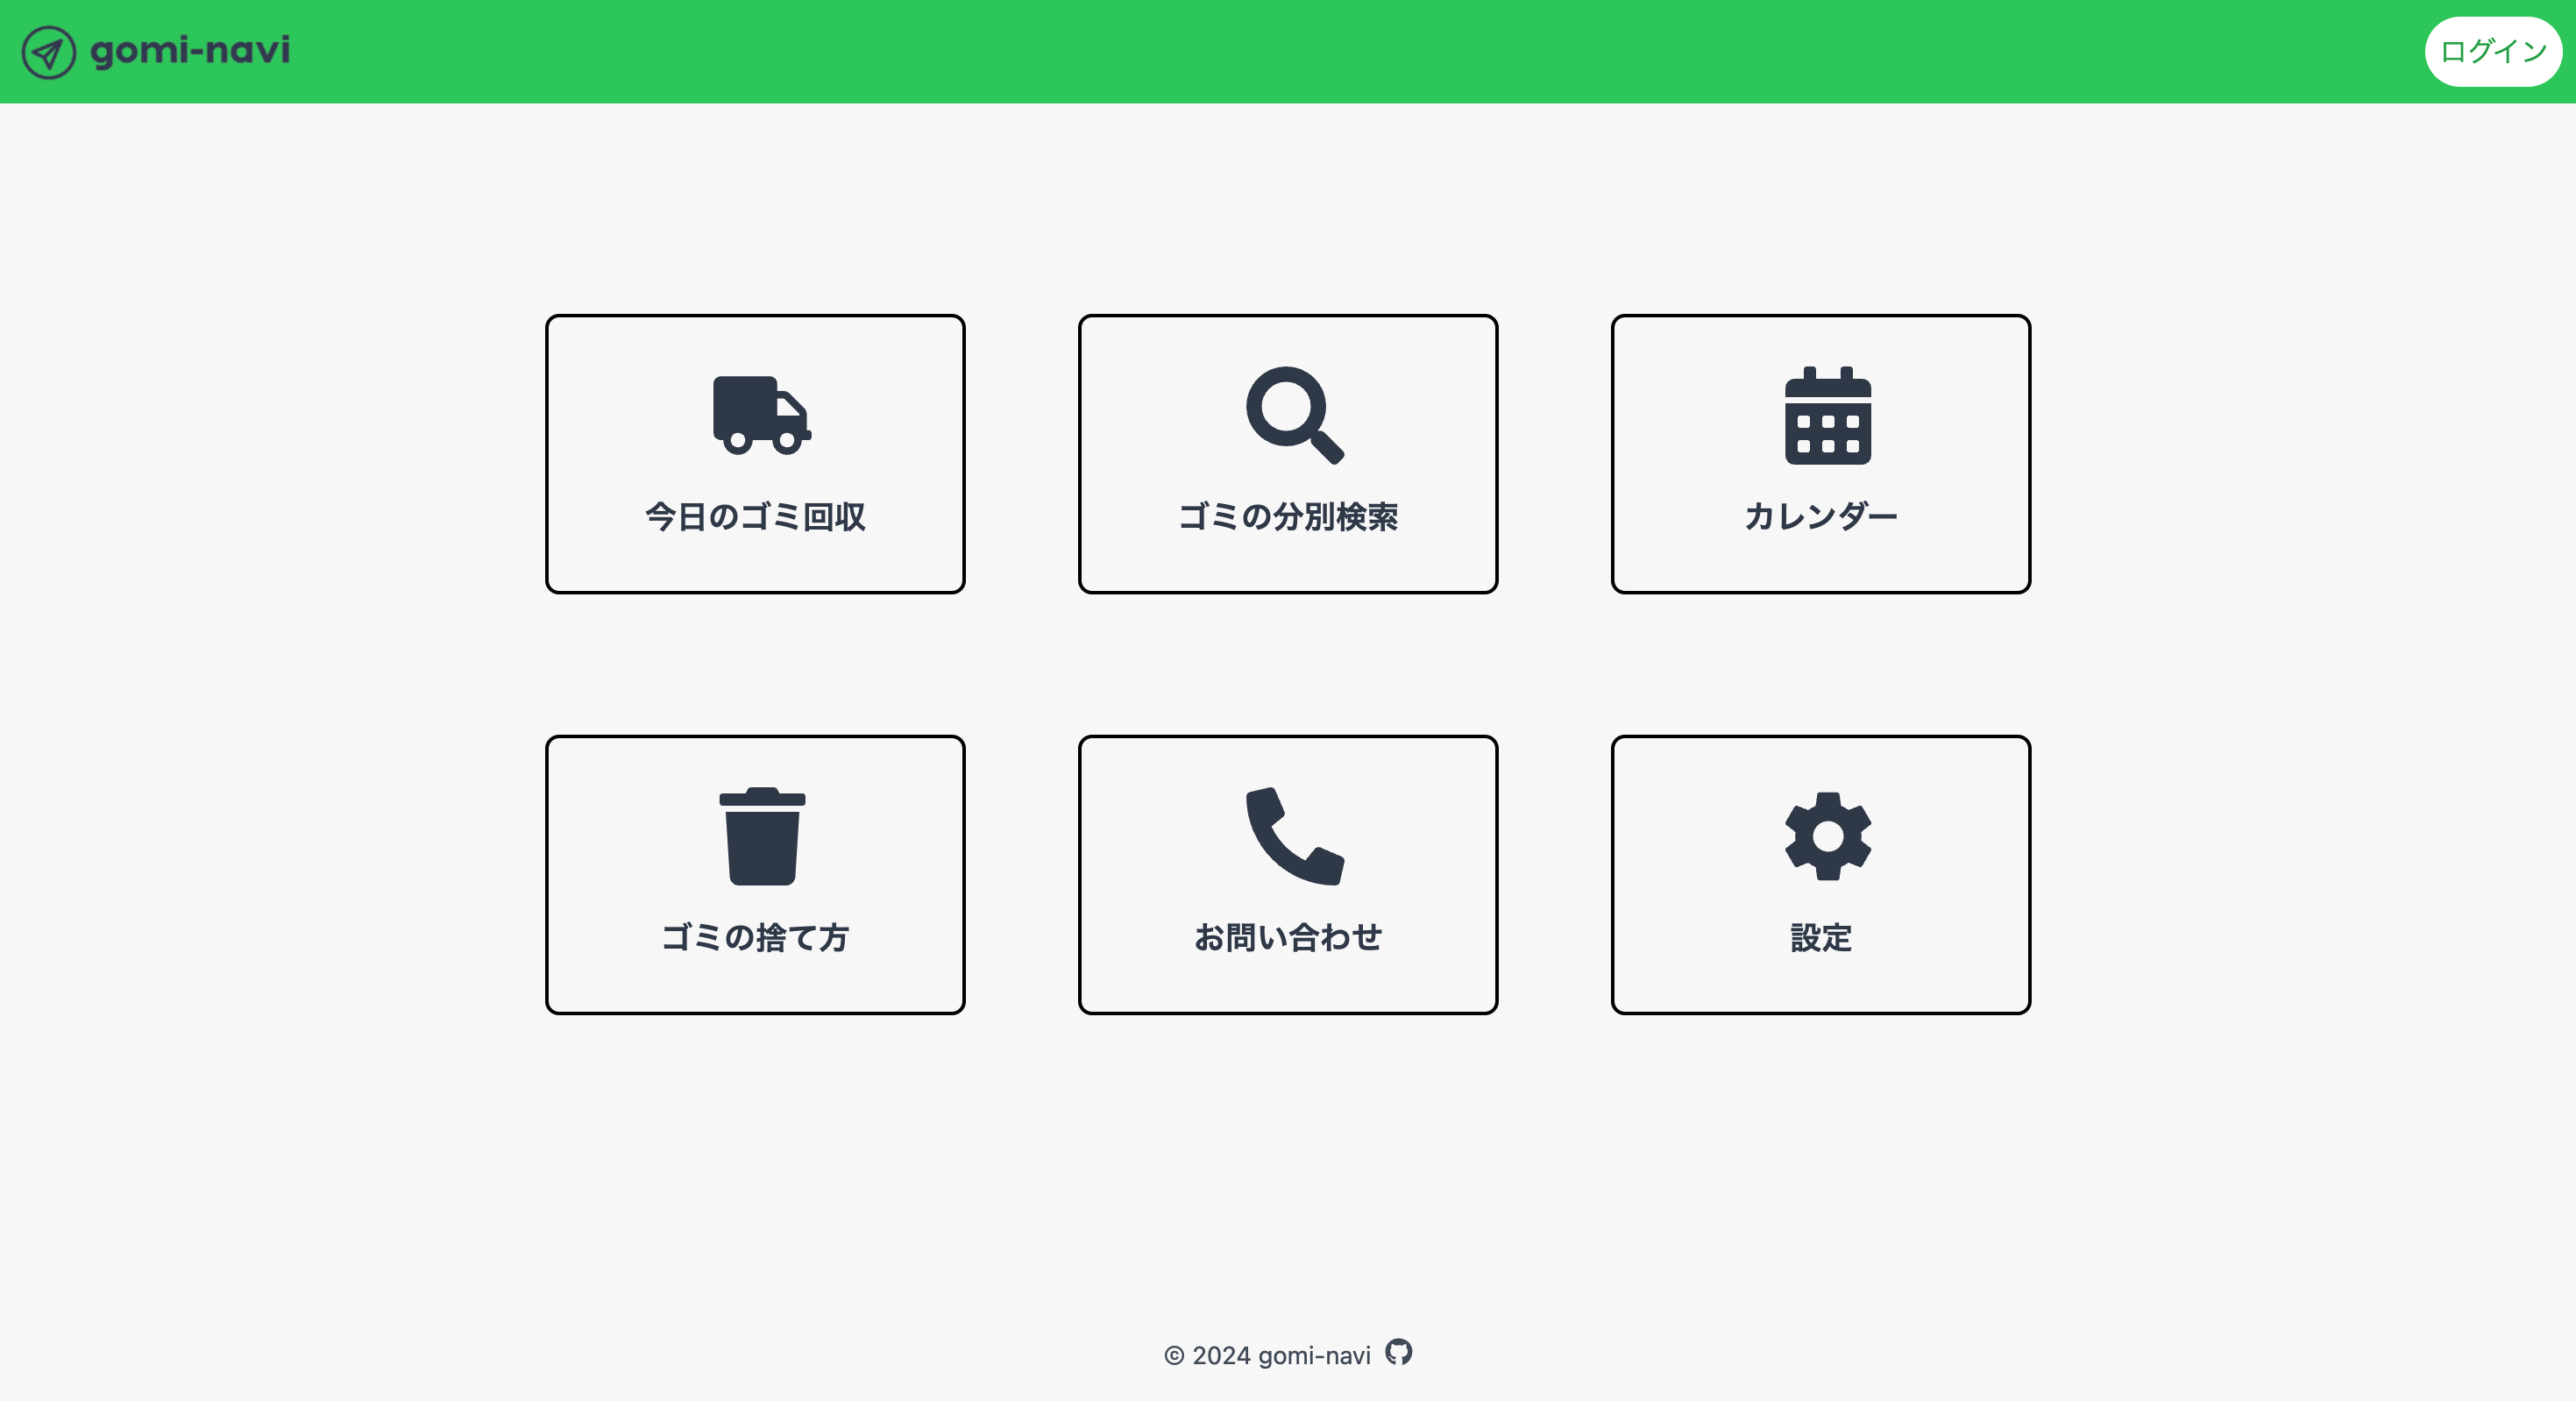 gomi-navi
ログイン
今日のゴミ回収
ゴミの分別検索
カレンダー
ゴミの捨て方
お問い合わせ
設定
© 2024 gomi-navi